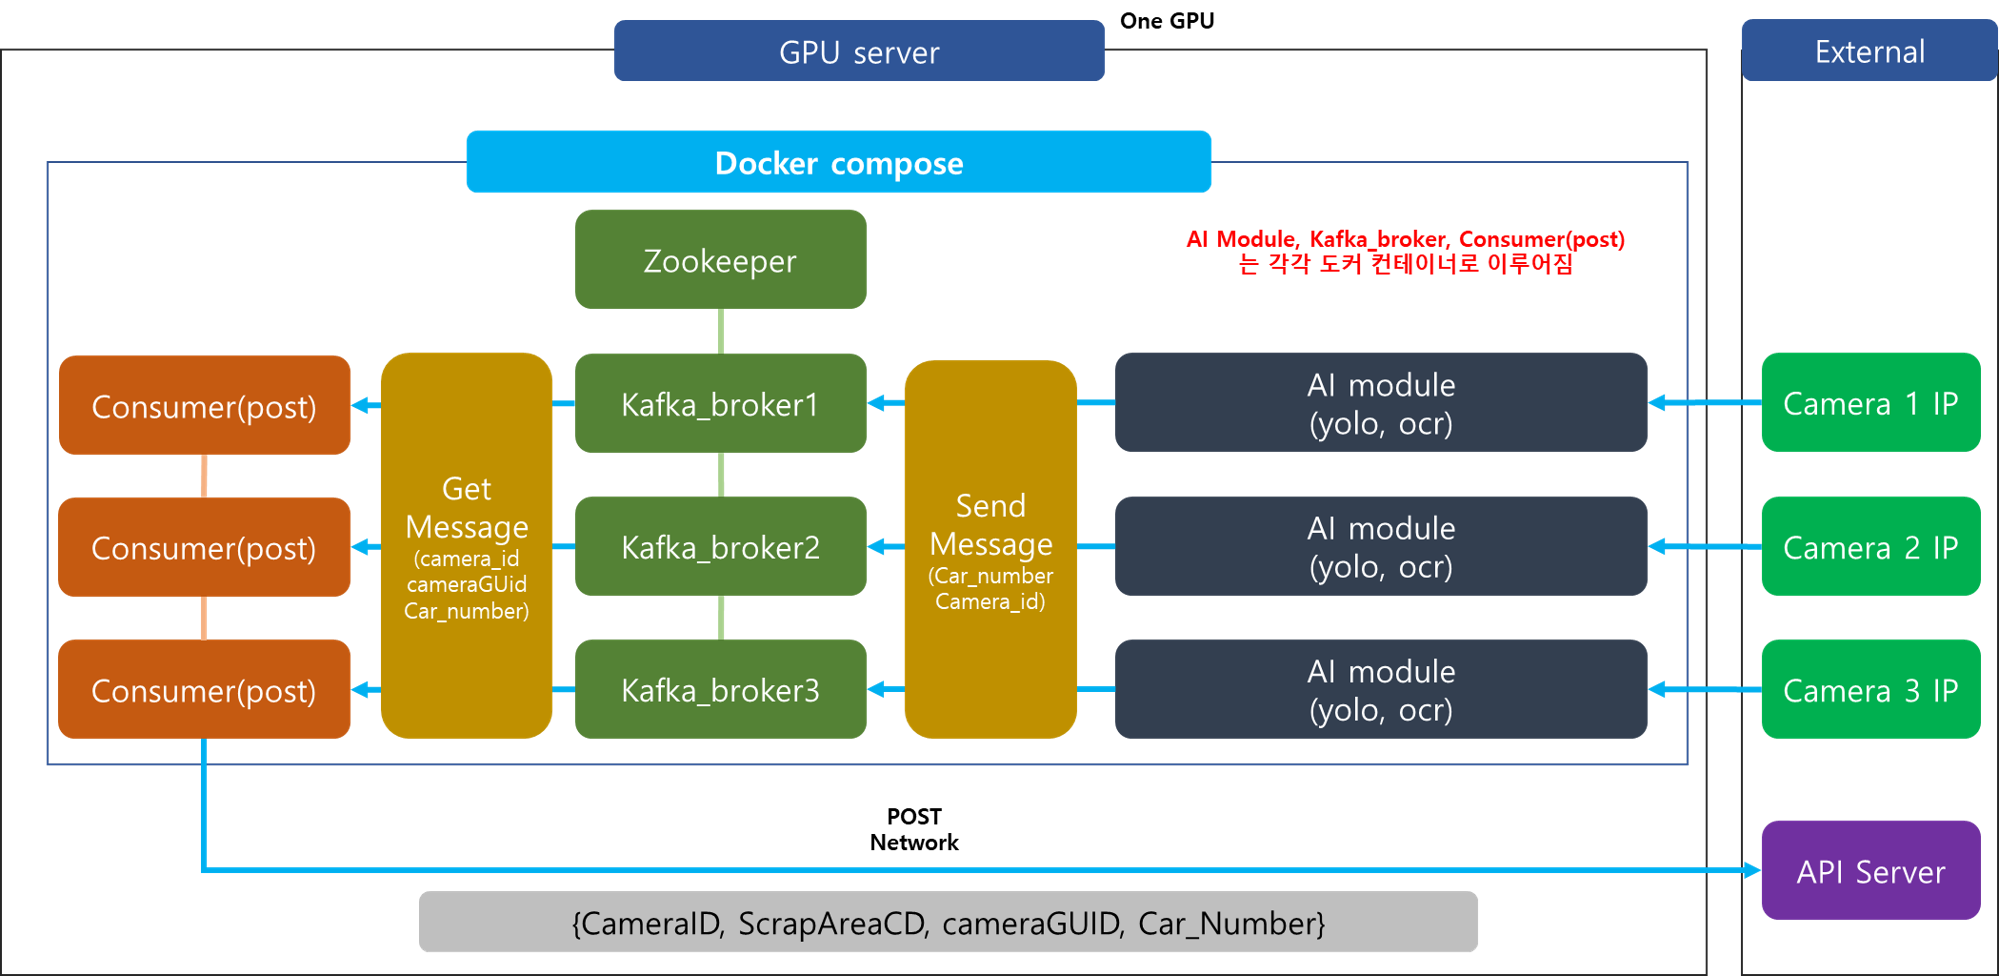 One GPU
GPU server
External
Docker compose
Zookeeper
AI Module, Kafka_broker, Consumer(post)
는 각각 도커 컨테이너로 이루어짐
Consumer(post)
Consumer(post)
Consumer(post)
Get
Message
(camera_id
cameraGUid
Car_number)
Kafka_broker1
Kafka_broker2
Kafka_broker3
Send
Message
(Car_number
Camera_id)
AI module
(yolo, ocr)
AI module
(yolo, ocr)
AI module
(yolo, ocr)
Camera 1 IP
Camera 2 IP
Camera 3 IP
POST
Network
API Server
{CameraID, ScrapAreaCD, cameraGUID, Car_Number}